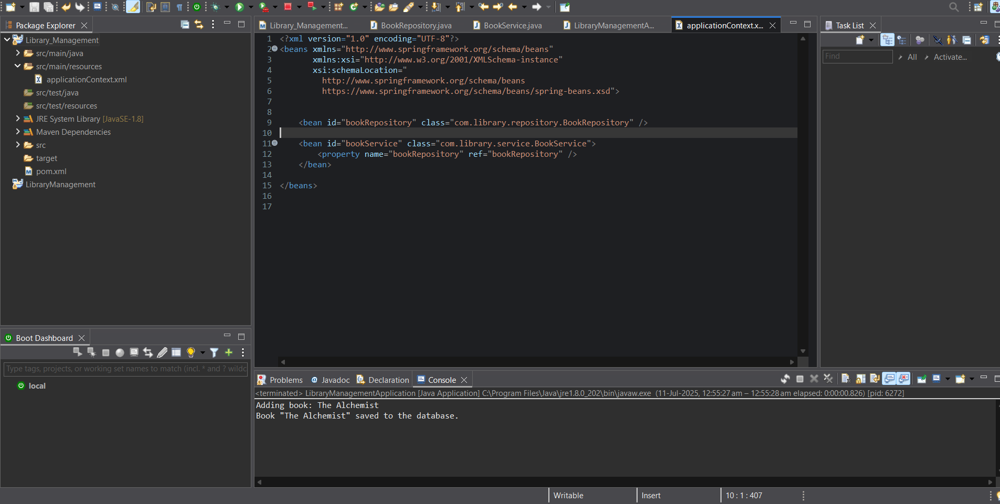 Package Explorer
Library_Management
src/main/java
src/main/resources
applicationContext.xml
src/test/java
src/test/resources
JRE System Library [JavaSE-1.8]
Maven Dependencies
src
target
pom.xml
LibraryManagement
Boot Dashboard
Type tags, projects, or working set names to match (incl. * and ? wildc
local
Library_Management... BookRepository.java BookService.java LibraryManagementA... applicationContext.x...
1 <?xml version="1.0" encoding="UTF-8"?>
2 <beans xmlns="http://www.springframework.org/schema/beans"
3 xmlns:xsi="http://www.w3.org/2001/XMLSchema-instance"
4 xsi:schemaLocation="
5 http://www.springframework.org/schema/beans
6 https://www.springframework.org/schema/beans/spring-beans.xsd">
7
8
9 <bean id="bookRepository" class="com.library.repository.BookRepository" />
10
11 <bean id="bookService" class="com.library.service.BookService">
12 <property name="bookRepository" ref="bookRepository" />
13 </bean>
14
15 </beans>
16
17
Task List
Find All Activate...
Problems @ Javadoc Declaration Console
<terminated> LibraryManagementApplication [Java Application] C:\Program Files\Java\jre1.8.0_202\bin\javaw.exe (11-Jul-2025, 12:55:27 am – 12:55:28 am elapsed: 0:00:00.826) [pid: 6272]
Adding book: The Alchemist
Book "The Alchemist" saved to the database.
Writable Insert 10 : 1 : 407